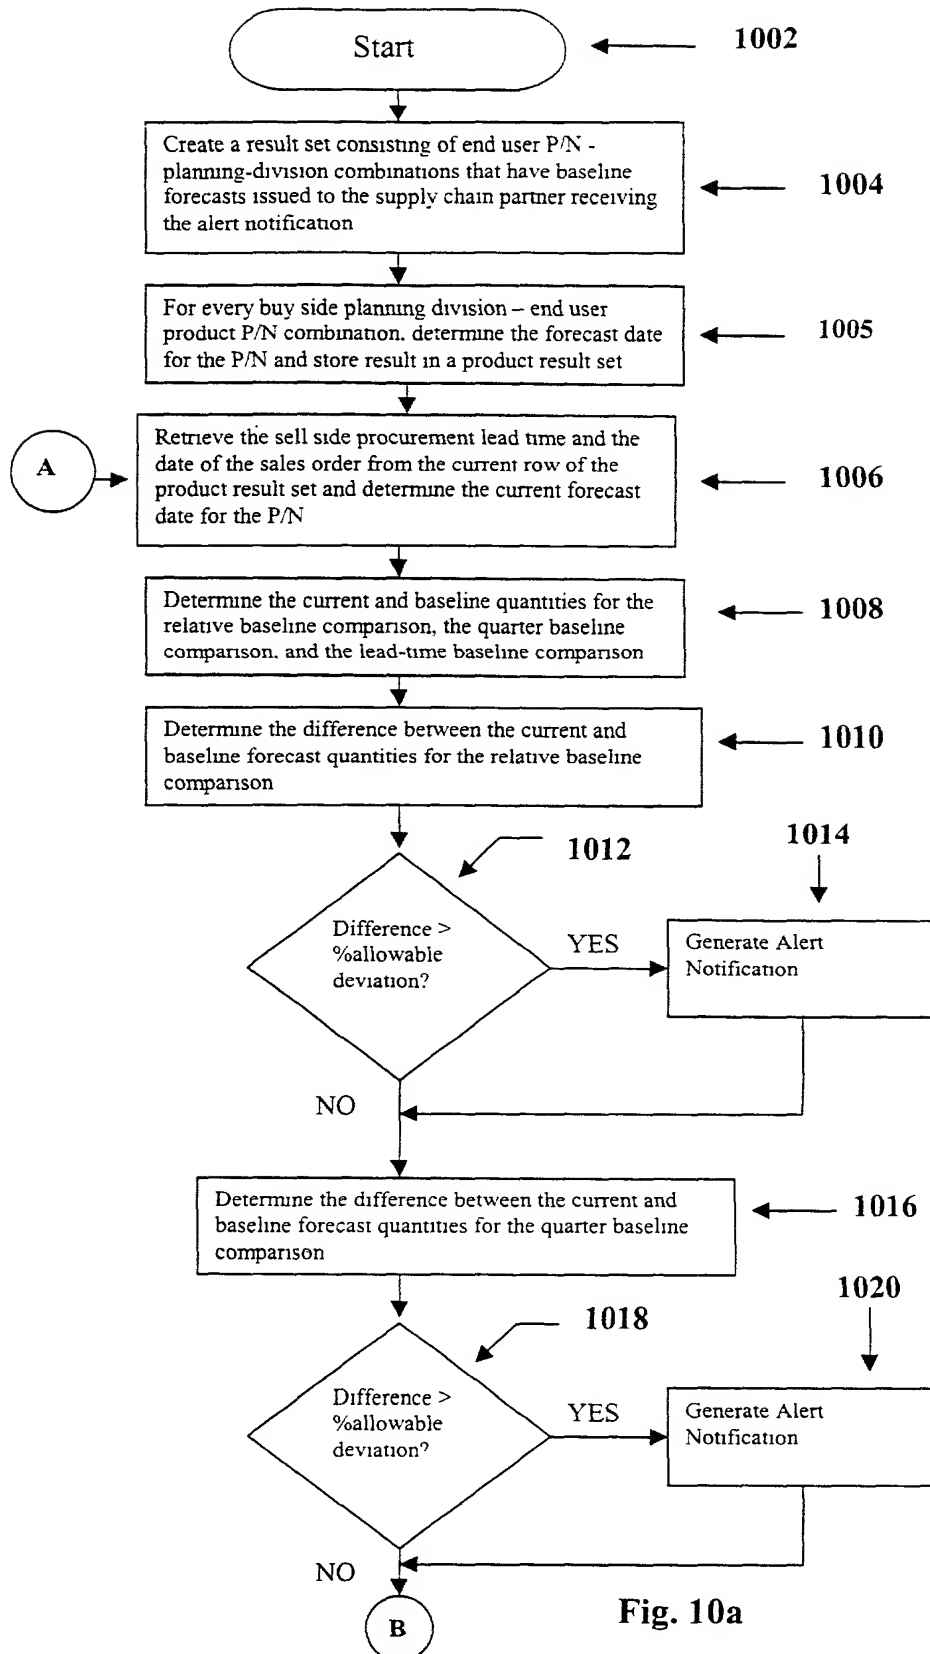 Start
1002
Create a result set consisting of end user P/N -
planning-division combinations that have baseline
forecasts issued to the supply chain partner receiving
the alert notification
1004
For every buy side planning division – end user
product P/N combination. determine the forecast date
for the P/N and store result in a product result set
1005
A
Retrieve the sell side procurement lead time and the
date of the sales order from the current row of the
product result set and determine the current forecast
date for the P/N
1006
Determine the current and baseline quantities for the
relative baseline comparison, the quarter baseline
comparison. and the lead-time baseline comparison
1008
Determine the difference between the current and
baseline forecast quantities for the relative baseline
comparison
1010
1012
1014
Difference >
%allowable
deviation?
YES
Generate Alert
Notification
NO
Determine the difference between the current and
baseline forecast quantities for the quarter baseline
comparison
1016
1018
1020
Difference >
%allowable
deviation?
YES
Generate Alert
Notification
NO
B
Fig. 10a